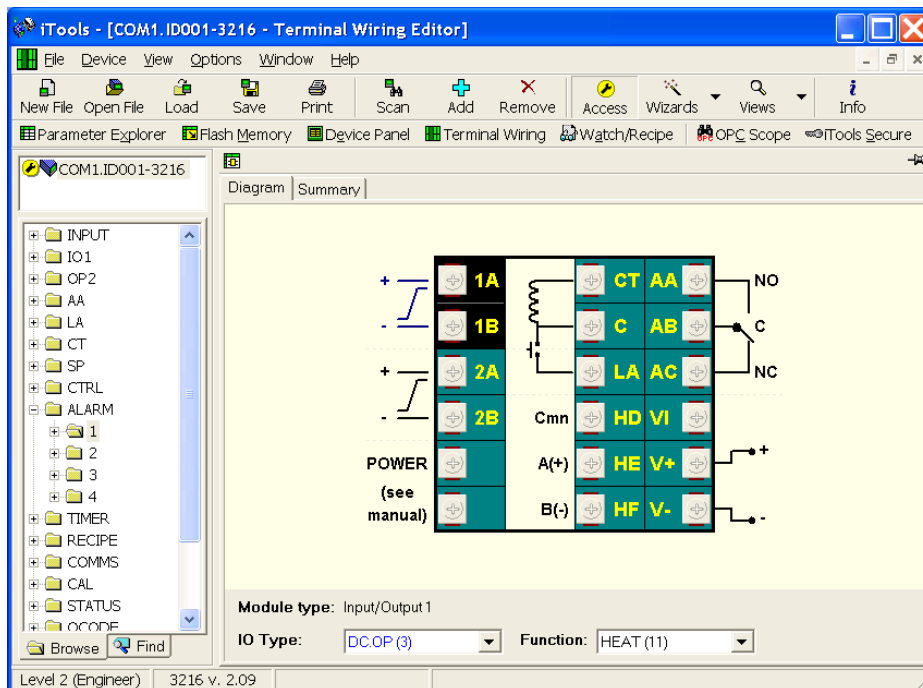 iTools - [COM1.ID001-3216 - Terminal Wiring Editor]
File Device View Options Window Help
New File Open File Load Save Print Scan Add Remove Access Wizards Views Info
Parameter Explorer Flash Memory Device Panel Terminal Wiring Watch/Recipe OPC Scope iTools Secure
COM1.ID001-3216
Diagram Summary
INPUT
IO1
OP2
AA
LA
CT
SP
CTRL
ALARM
1
2
3
4
TIMER
RECIPE
COMMS
CAL
STATUS
QCODE
Browse Find
+ 1A CT AA NO
- 1B C AB C
+ 2A LA AC NC
- 2B Cmn HD VI
POWER A(+) HE V+ +
(see
manual) B(-) HF V- -
Module type: Input/Output 1
IO Type: DC.OP (3) Function: HEAT (11)
Level 2 (Engineer) 3216 v. 2.09